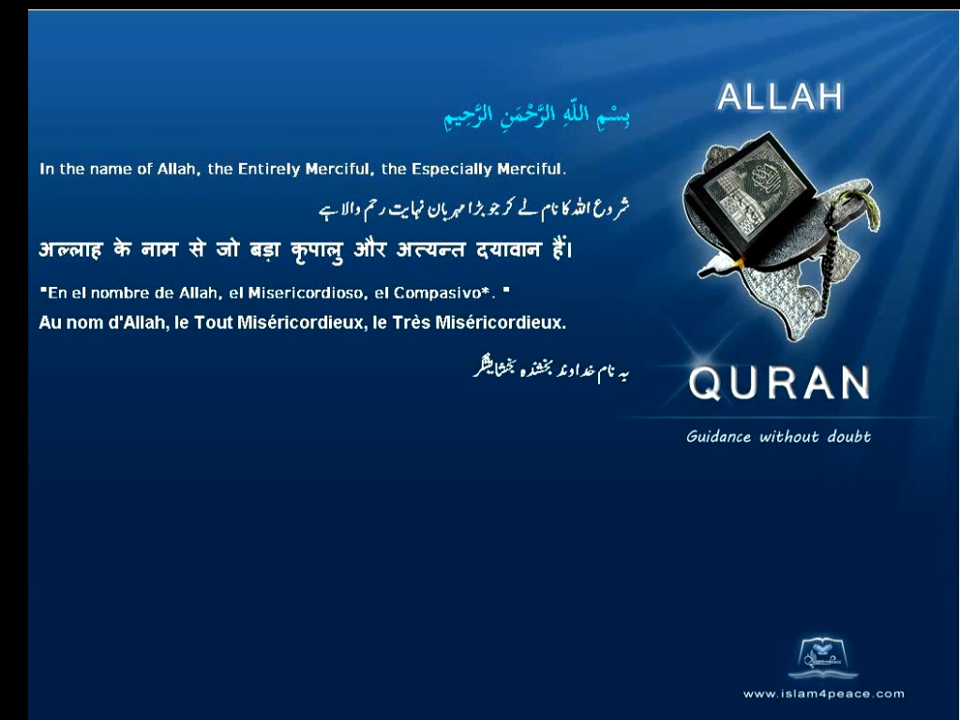 بِسْمِ اللّهِ الرَّحْمَنِ الرَّحِيمِ
In the name of Allah, the Entirely Merciful, the Especially Merciful.
شروع الله کا نام لے کر جو بڑا مہربان نہایت رحم والا ہے
अल्लाह के नाम से जो बड़ा कृपालु और अत्यन्त दयावान हैं।
"En el nombre de Allah, el Misericordioso, el Compasivo*. "
Au nom d'Allah, le Tout Miséricordieux, le Très Miséricordieux.
به نام خداوند بخشنده بخشایشگر
ALLAH
QURAN
Guidance without doubt
www.islam4peace.com